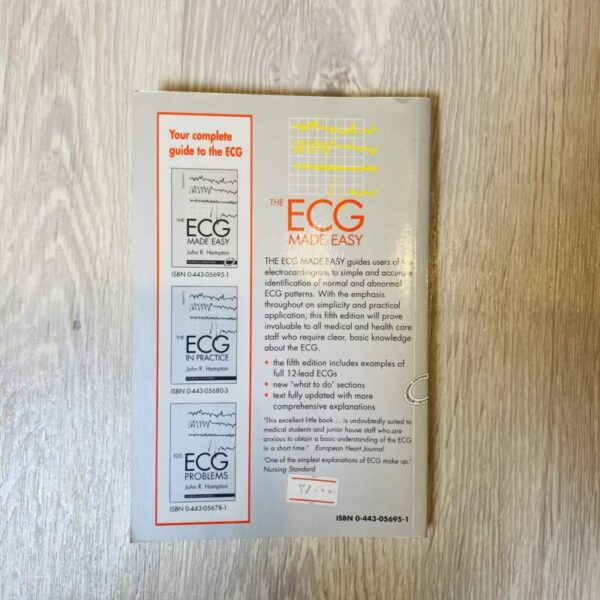 Your complete
guide to the ECG
THE
ECG
MADE EASY
John R. Hampton
ISBN 0-443-05695-1
THE
ECG
IN PRACTICE
John R. Hampton
ISBN 0-443-05680-3
100
ECG
PROBLEMS
John R. Hampton
ISBN 0-443-05678-1
THE
ECG
MADE EASY
THE ECG MADE EASY guides users of
electrocardiogram to simple and accurate
identification of normal and abnormal
ECG patterns. With the emphasis
throughout on simplicity and practical
application, this fifth edition will prove
invaluable to all medical and health care
staff who require clear, basic knowledge
about the ECG.
• the fifth edition includes examples of
full 12-lead ECGs
• new 'what to do' sections
• text fully updated with more
comprehensive explanations
'This excellent little book ... is undoubtedly suited to
medical students and junior house staff who are
anxious to obtain a basic understanding of the ECG
in a short time.' European Heart Journal
'One of the simplest explanations of ECG make up.'
Nursing Standard
ISBN 0-443-05695-1